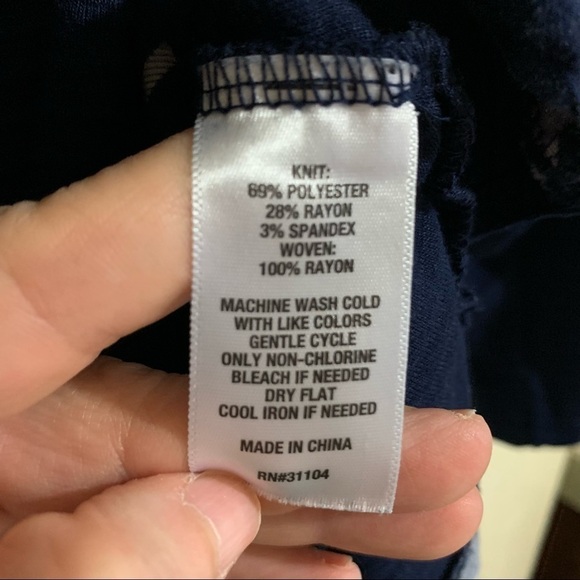 KNIT:
69% POLYESTER
28% RAYON
3% SPANDEX
WOVEN:
100% RAYON
MACHINE WASH COLD
WITH LIKE COLORS
GENTLE CYCLE
ONLY NON-CHLORINE
BLEACH IF NEEDED
DRY FLAT
COOL IRON IF NEEDED
MADE IN CHINA
RN#31104